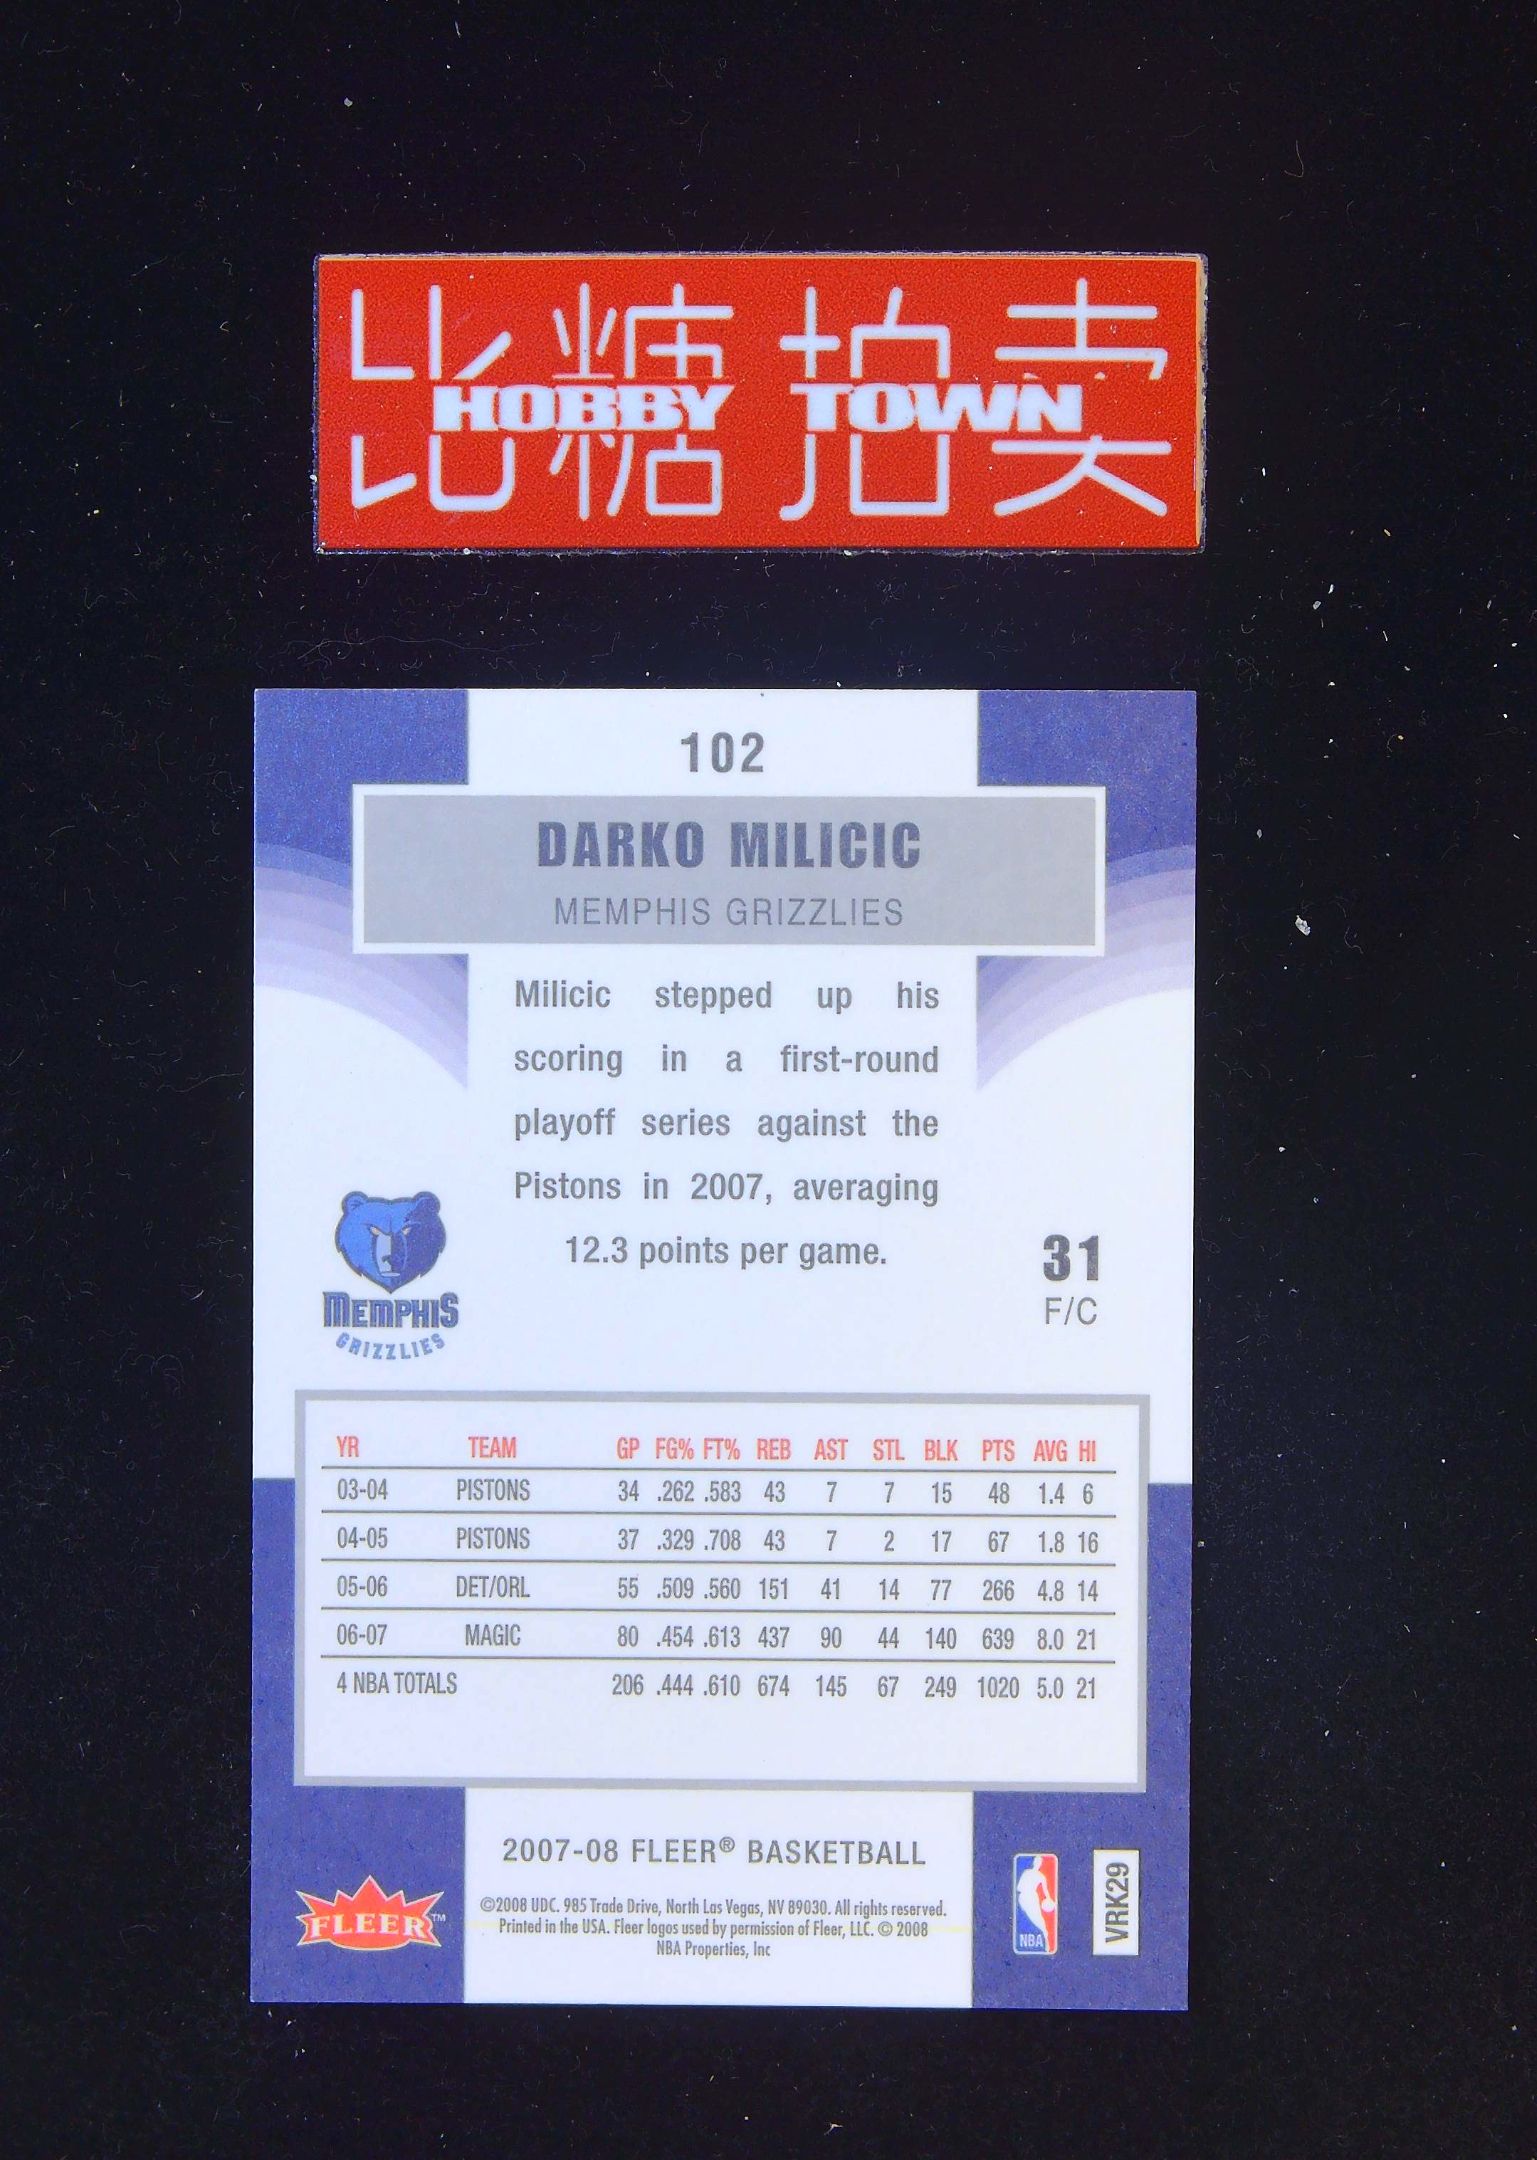 比糖拍卖
HOBBY TOWN
102
DARKO MILICIC
MEMPHIS GRIZZLIES
Milicic stepped up his
scoring in a first-round
playoff series against the
Pistons in 2007, averaging
12.3 points per game.
MEMPHIS
GRIZZLIES
31
F/C
YR TEAM GP FG% FT% REB AST STL BLK PTS AVG HI
03-04 PISTONS 34 .262 .583 43 7 7 15 48 1.4 6
04-05 PISTONS 37 .329 .708 43 7 2 17 67 1.8 16
05-06 DET/ORL 55 .509 .560 151 41 14 77 266 4.8 14
06-07 MAGIC 80 .454 .613 437 90 44 140 639 8.0 21
4 NBA TOTALS 206 .444 .610 674 145 67 249 1020 5.0 21
2007-08 FLEER® BASKETBALL
©2008 UDC. 985 Trade Drive, North Las Vegas, NV 89030. All rights reserved.
Printed in the USA. Fleer logos used by permission of Fleer, LLC. © 2008
NBA Properties, Inc
FLEER™
NBA
VRK29